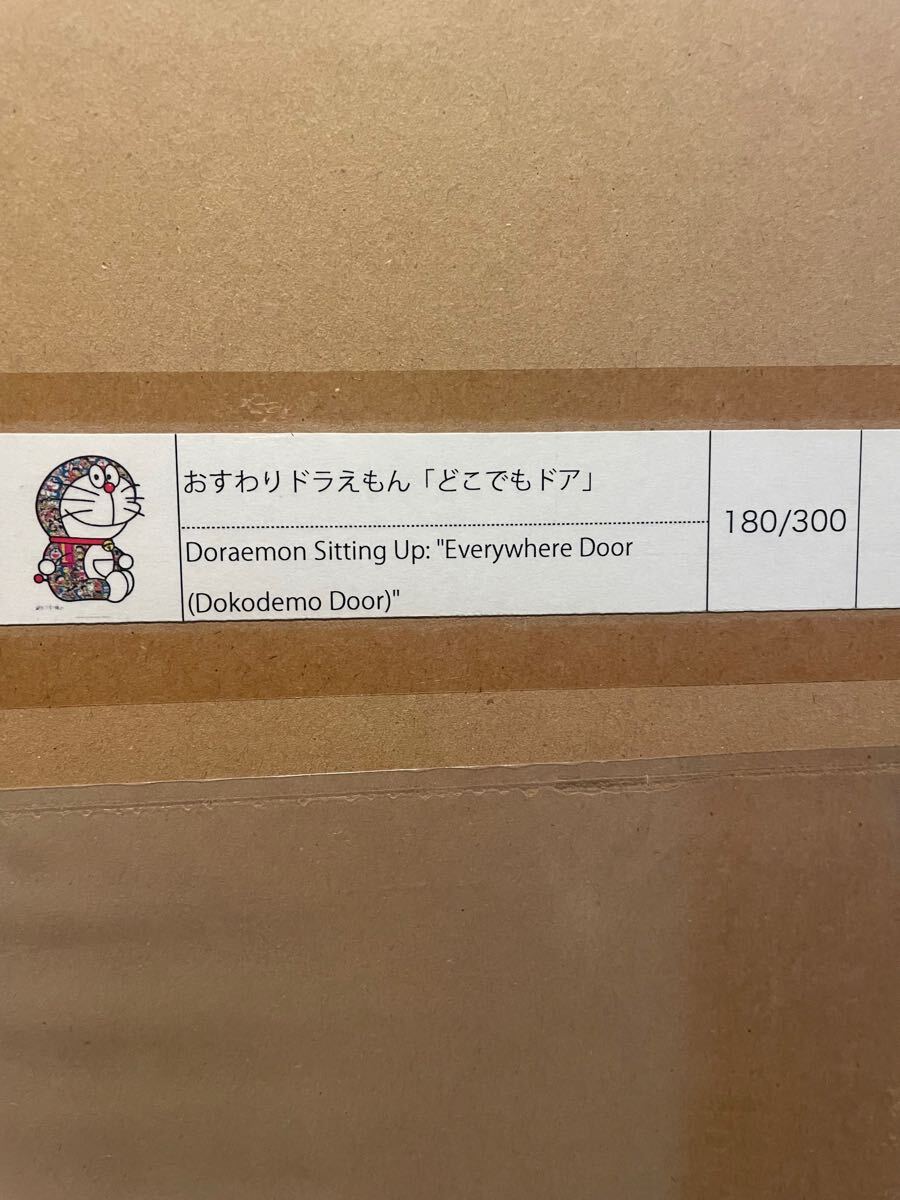 おすわりドラえもん「どこでもドア」
Doraemon Sitting Up: "Everywhere Door
(Dokodemo Door)"
180/300